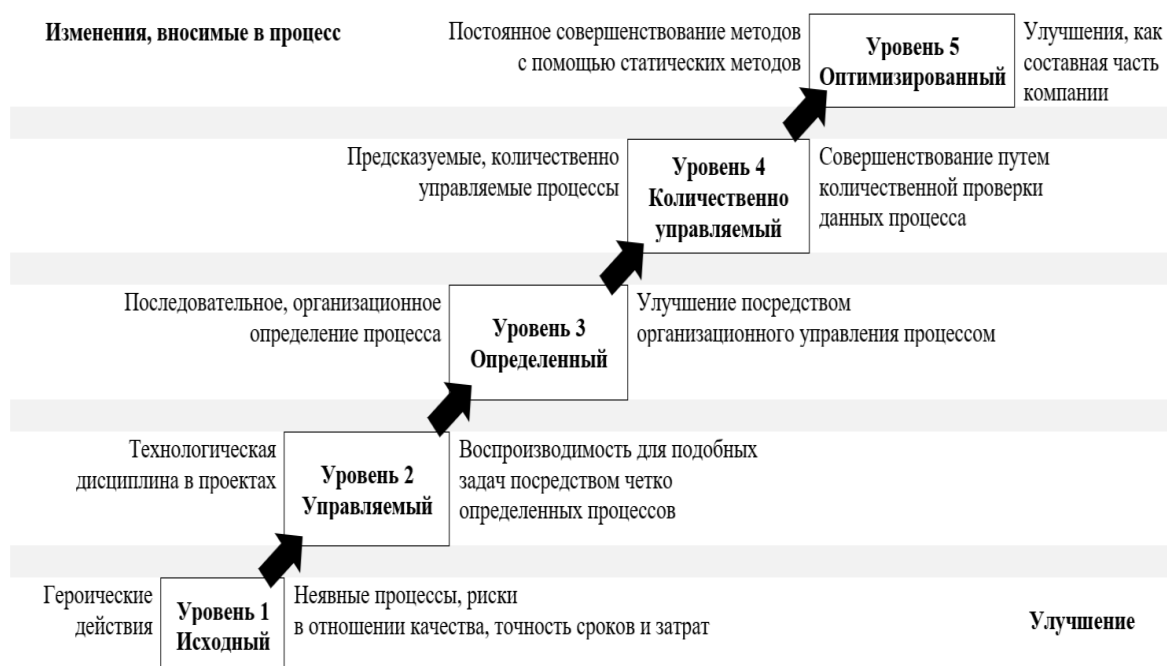 Изменения, вносимые в процесс
Постоянное совершенствование методов
с помощью статических методов
Уровень 5
Оптимизированный
Улучшения, как
составная часть
компании
Предсказуемые, количественно
управляемые процессы
Уровень 4
Количественно
управляемый
Совершенствование путем
количественной проверки
данных процесса
Последовательное, организационное
определение процесса
Уровень 3
Определенный
Улучшение посредством
организационного управления процессом
Технологическая
дисциплина в проектах
Уровень 2
Управляемый
Воспроизводимость для подобных
задач посредством четко
определенных процессов
Героические
действия
Уровень 1
Исходный
Неявные процессы, риски
в отношении качества, точность сроков и затрат
Улучшение